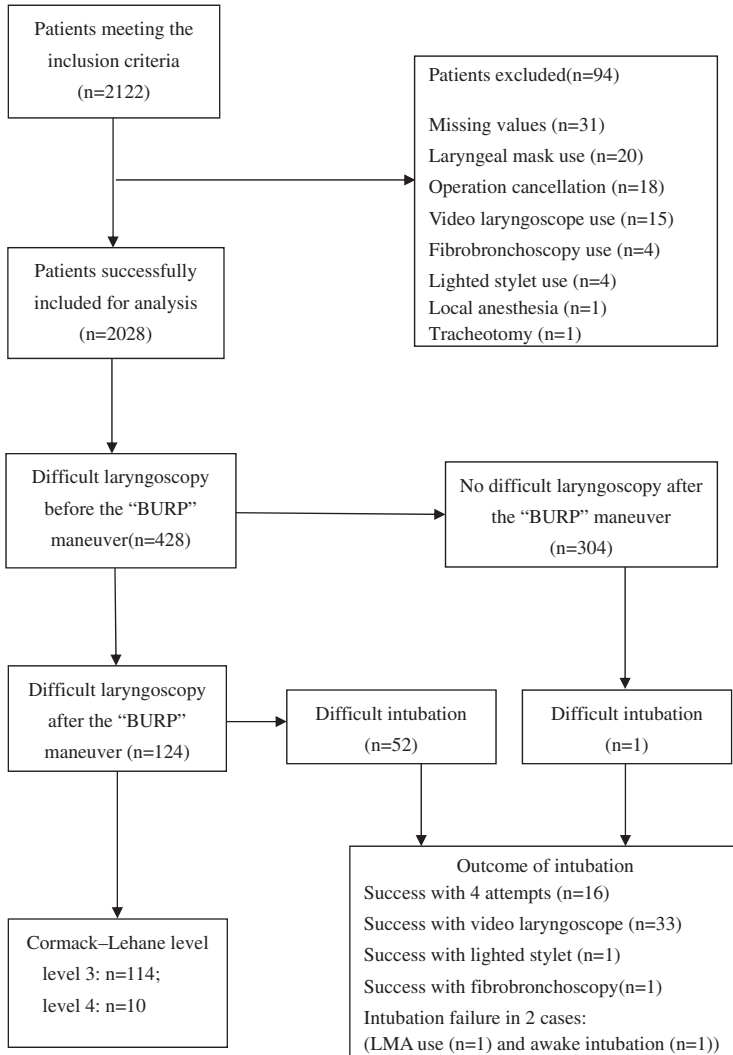 Patients meeting the
inclusion criteria
(n=2122)
Patients excluded(n=94)
Missing values (n=31)
Laryngeal mask use (n=20)
Operation cancellation (n=18)
Video laryngoscope use (n=15)
Fibrobronchoscopy use (n=4)
Lighted stylet use (n=4)
Local anesthesia (n=1)
Tracheotomy (n=1)
Patients successfully
included for analysis
(n=2028)
Difficult laryngoscopy
before the “BURP”
maneuver(n=428)
No difficult laryngoscopy after
the “BURP” maneuver
(n=304)
Difficult laryngoscopy
after the “BURP”
maneuver (n=124)
Difficult intubation
(n=52)
Difficult intubation
(n=1)
Cormack–Lehane level
level 3: n=114;
level 4: n=10
Outcome of intubation
Success with 4 attempts (n=16)
Success with video laryngoscope (n=33)
Success with lighted stylet (n=1)
Success with fibrobronchoscopy(n=1)
Intubation failure in 2 cases:
(LMA use (n=1) and awake intubation (n=1))